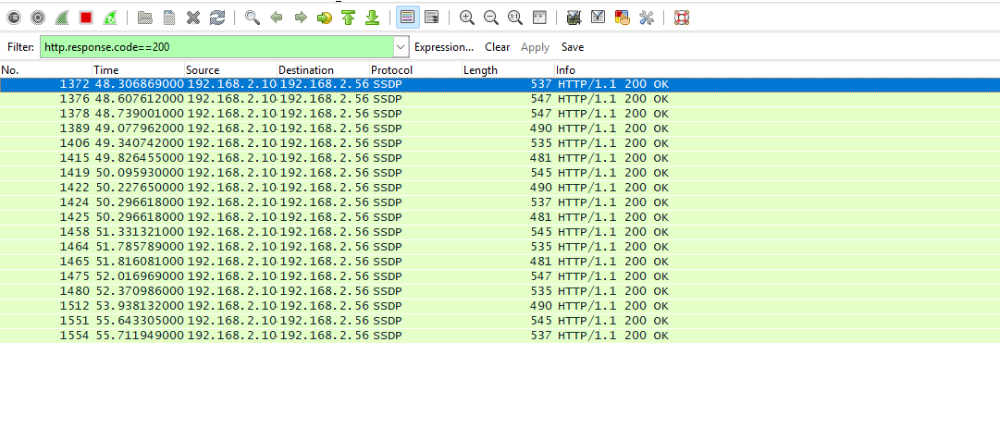 Filter: http.response.code==200 Expression... Clear Apply Save
No. Time Source Destination Protocol Length Info
1372 48.306869000 192.168.2.10 192.168.2.56 SSDP 537 HTTP/1.1 200 OK
1376 48.607612000 192.168.2.10 192.168.2.56 SSDP 547 HTTP/1.1 200 OK
1378 48.739001000 192.168.2.10 192.168.2.56 SSDP 547 HTTP/1.1 200 OK
1389 49.077962000 192.168.2.10 192.168.2.56 SSDP 490 HTTP/1.1 200 OK
1406 49.340742000 192.168.2.10 192.168.2.56 SSDP 535 HTTP/1.1 200 OK
1415 49.826455000 192.168.2.10 192.168.2.56 SSDP 481 HTTP/1.1 200 OK
1419 50.095930000 192.168.2.10 192.168.2.56 SSDP 545 HTTP/1.1 200 OK
1422 50.227650000 192.168.2.10 192.168.2.56 SSDP 490 HTTP/1.1 200 OK
1424 50.296618000 192.168.2.10 192.168.2.56 SSDP 537 HTTP/1.1 200 OK
1425 50.296618000 192.168.2.10 192.168.2.56 SSDP 481 HTTP/1.1 200 OK
1458 51.331321000 192.168.2.10 192.168.2.56 SSDP 545 HTTP/1.1 200 OK
1464 51.785789000 192.168.2.10 192.168.2.56 SSDP 535 HTTP/1.1 200 OK
1465 51.816081000 192.168.2.10 192.168.2.56 SSDP 481 HTTP/1.1 200 OK
1475 52.016969000 192.168.2.10 192.168.2.56 SSDP 547 HTTP/1.1 200 OK
1480 52.370986000 192.168.2.10 192.168.2.56 SSDP 535 HTTP/1.1 200 OK
1512 53.938132000 192.168.2.10 192.168.2.56 SSDP 490 HTTP/1.1 200 OK
1551 55.643305000 192.168.2.10 192.168.2.56 SSDP 545 HTTP/1.1 200 OK
1554 55.711949000 192.168.2.10 192.168.2.56 SSDP 537 HTTP/1.1 200 OK